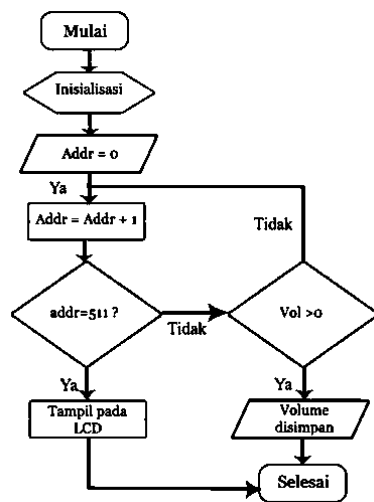 Mulai
Inisialisasi
Addr = 0
Ya
Addr = Addr + 1
Tidak
addr=511 ?
Tidak
Vol >0
Ya
Ya
Tampil pada
LCD
Volume
disimpan
Selesai